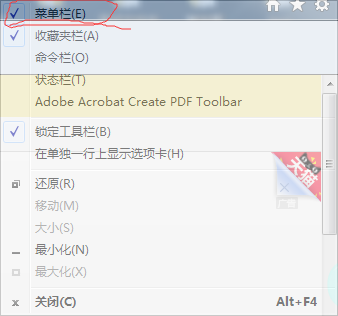 菜单栏(E)
收藏夹栏(A)
命令栏(O)
状态栏(T)
Adobe Acrobat Create PDF Toolbar
锁定工具栏(B)
在单独一行上显示选项卡(H)
天猫
还原(R)
移动(M)
大小(S)
最小化(N)
最大化(X)
关闭(C) Alt+F4